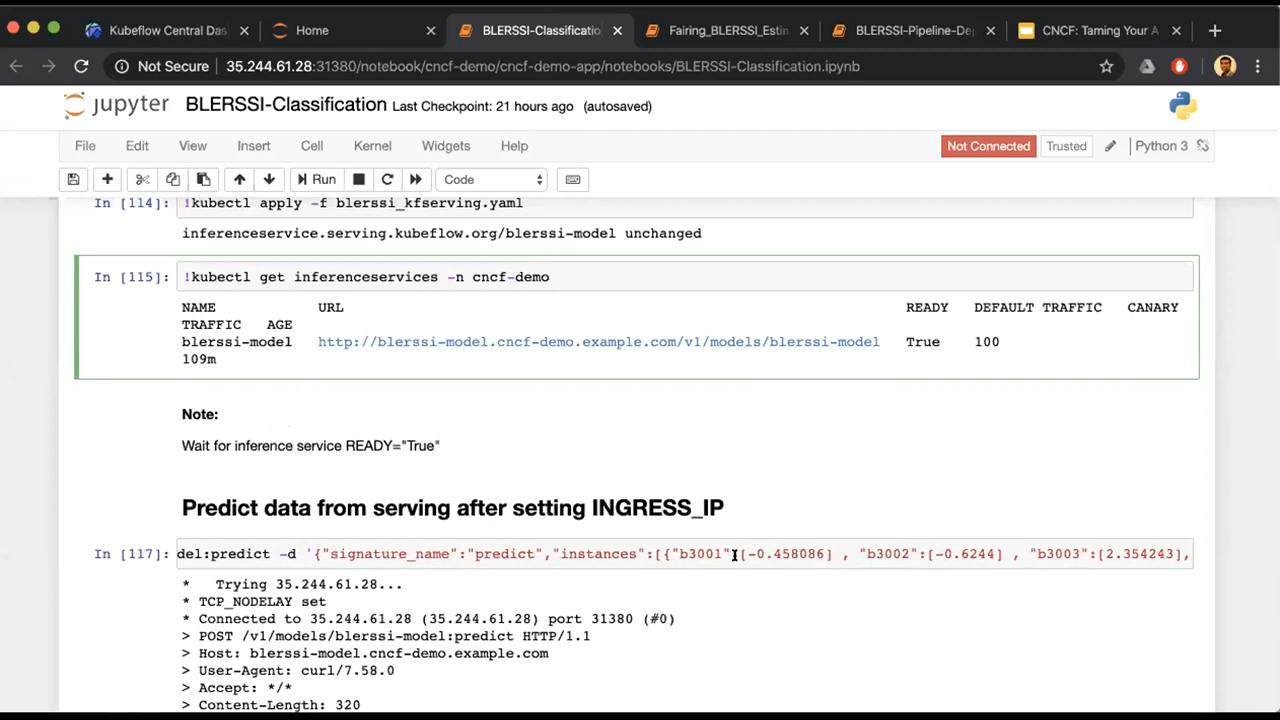 Kubeflow Central Das
Home
BLERSSI-Classificatio
Fairing_BLERSSI_Estin
BLERSSI-Pipeline-De
CNCF: Taming Your A
Not Secure 35.244.61.28:31380/notebook/cncf-demo/cncf-demo-app/notebooks/BLERSSI-Classification.ipynb
jupyter BLERSSI-Classification Last Checkpoint: 21 hours ago (autosaved)
File Edit View Insert Cell Kernel Widgets Help Not Connected Trusted Python 3
Run Code
In [114]: !kubectl apply -f blerssi_kfserving.yaml
inferenceservice.serving.kubeflow.org/blerssi-model unchanged
In [115]: !kubectl get inferenceservices -n cncf-demo
NAME URL READY DEFAULT TRAFFIC CANARY
TRAFFIC AGE
blerssi-model http://blerssi-model.cncf-demo.example.com/v1/models/blerssi-model True 100
109m
Note:
Wait for inference service READY="True"
Predict data from serving after setting INGRESS_IP
In [117]: del:predict -d '{"signature_name":"predict","instances":[{"b3001":[-0.458086] , "b3002":[-0.6244] , "b3003":[2.354243],
* Trying 35.244.61.28...
* TCP_NODELAY set
* Connected to 35.244.61.28 (35.244.61.28) port 31380 (#0)
> POST /v1/models/blerssi-model:predict HTTP/1.1
> Host: blerssi-model.cncf-demo.example.com
> User-Agent: curl/7.58.0
> Accept: */*
> Content-Length: 320